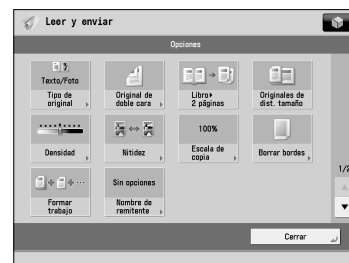 Leer y enviar
Opciones
Texto/Foto
Tipo de
original
Original de
doble cara
Libro▸
2 páginas
Originales de
dist. tamaño
Densidad
Nitidez
100%
Escala de
copia
Borrar bordes
Formar
trabajo
Sin opciones
Nombre de
remitente
1/2
Cerrar